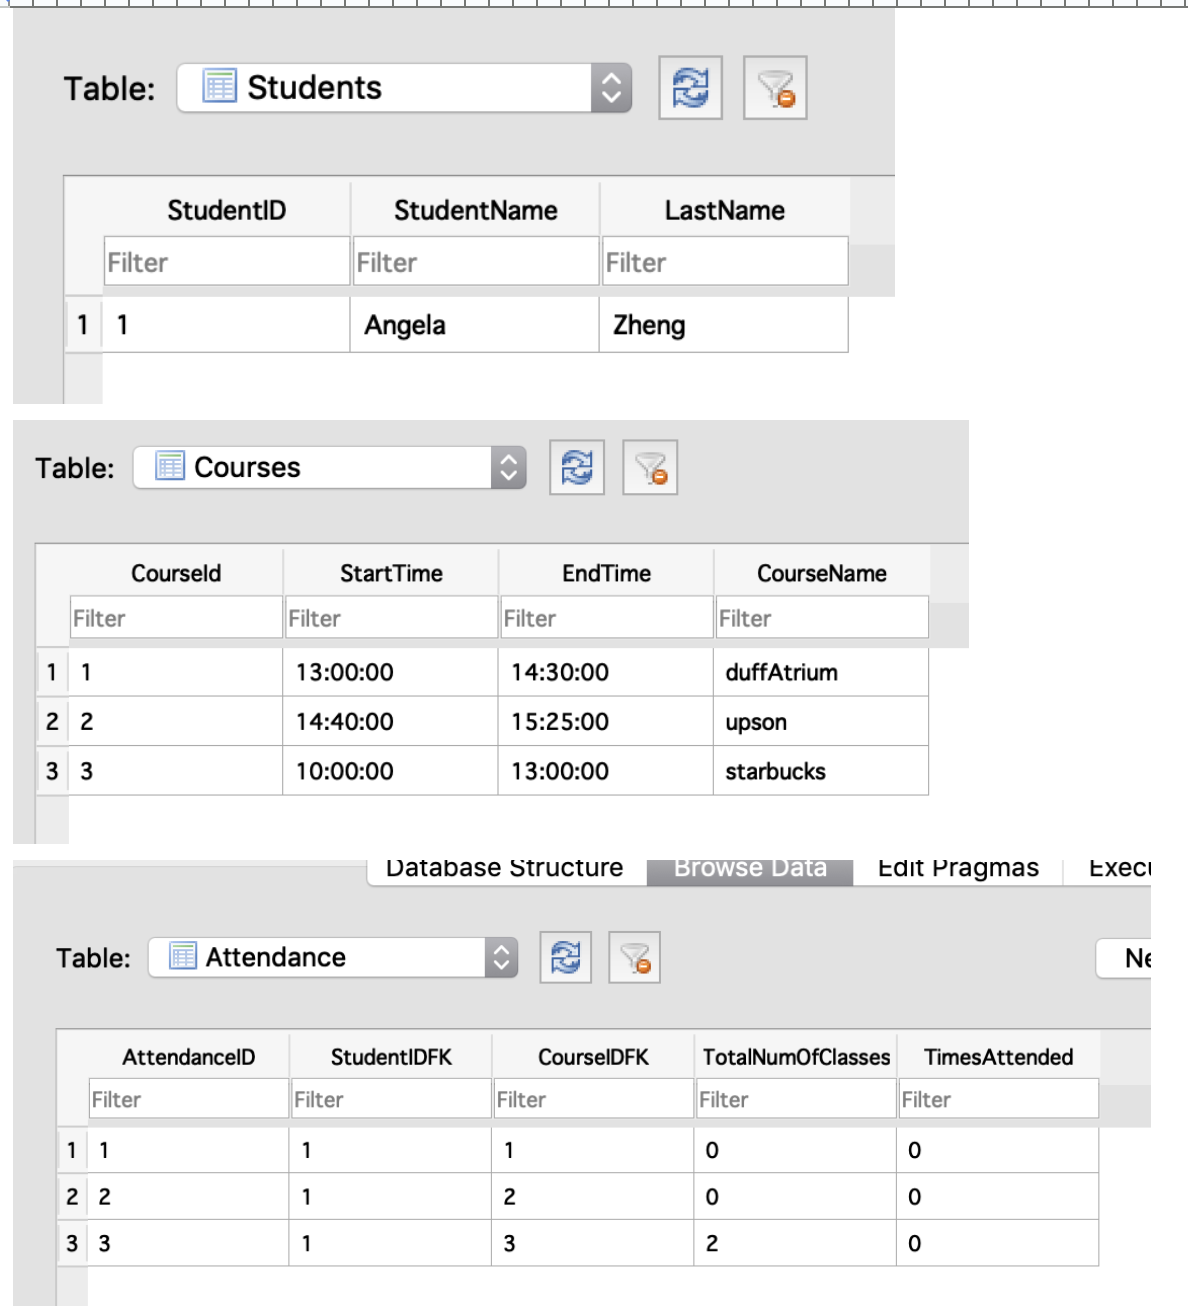 Table: Students
StudentID StudentName LastName
Filter Filter Filter
1 1 Angela Zheng
Table: Courses
CourseId StartTime EndTime CourseName
Filter Filter Filter Filter
1 1 13:00:00 14:30:00 duffAtrium
2 2 14:40:00 15:25:00 upson
3 3 10:00:00 13:00:00 starbucks
Database Structure Browse Data Edit Pragmas Execu
Table: Attendance Ne
AttendanceID StudentIDFK CourseIDFK TotalNumOfClasses TimesAttended
Filter Filter Filter Filter Filter
1 1 1 1 0 0
2 2 1 2 0 0
3 3 1 3 2 0